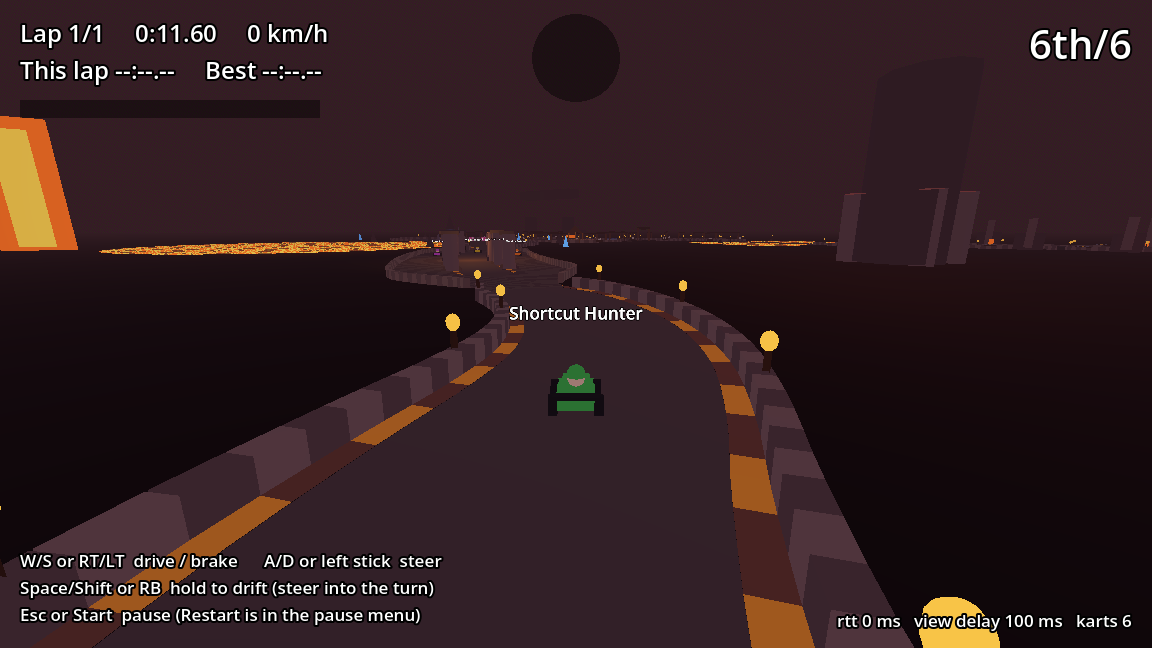 Lap 1/1 0:11.60 0 km/h
6th/6
This lap --:--.-- Best --:--.--
Shortcut Hunter
W/S or RT/LT drive / brake A/D or left stick steer
Space/Shift or RB hold to drift (steer into the turn)
Esc or Start pause (Restart is in the pause menu)
rtt 0 ms view delay 100 ms karts 6